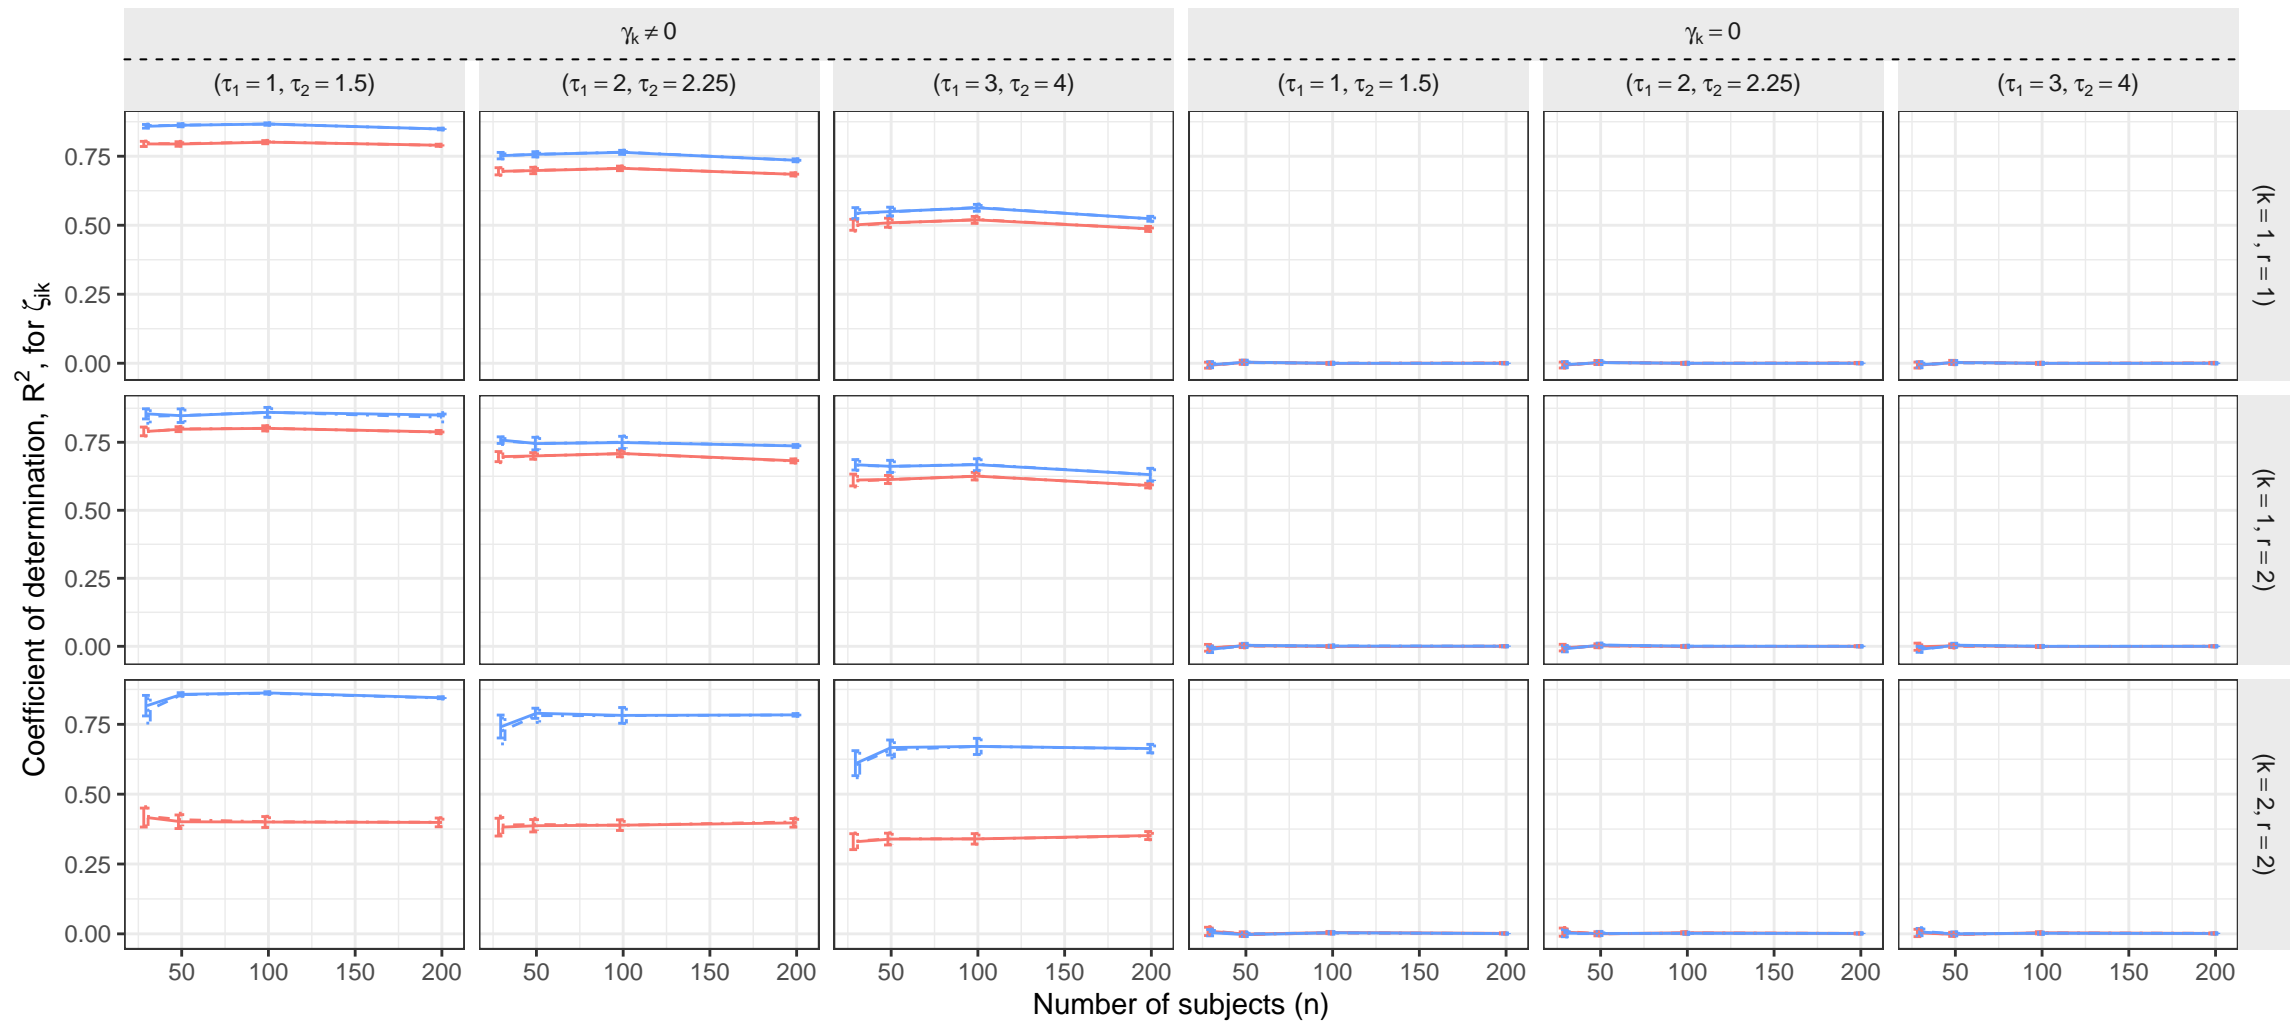 γk ≠ 0 γk = 0
(τ1 = 1, τ2 = 1.5) (τ1 = 2, τ2 = 2.25) (τ1 = 3, τ2 = 4) (τ1 = 1, τ2 = 1.5) (τ1 = 2, τ2 = 2.25) (τ1 = 3, τ2 = 4)
Coefficient of determination, R², for ζik
0.75
0.50
0.25
0.00
(k = 1, r = 1)
0.75
0.50
0.25
0.00
(k = 1, r = 2)
0.75
0.50
0.25
0.00
(k = 2, r = 2)
50 100 150 200 50 100 150 200 50 100 150 200 50 100 150 200 50 100 150 200 50 100 150 200
Number of subjects (n)